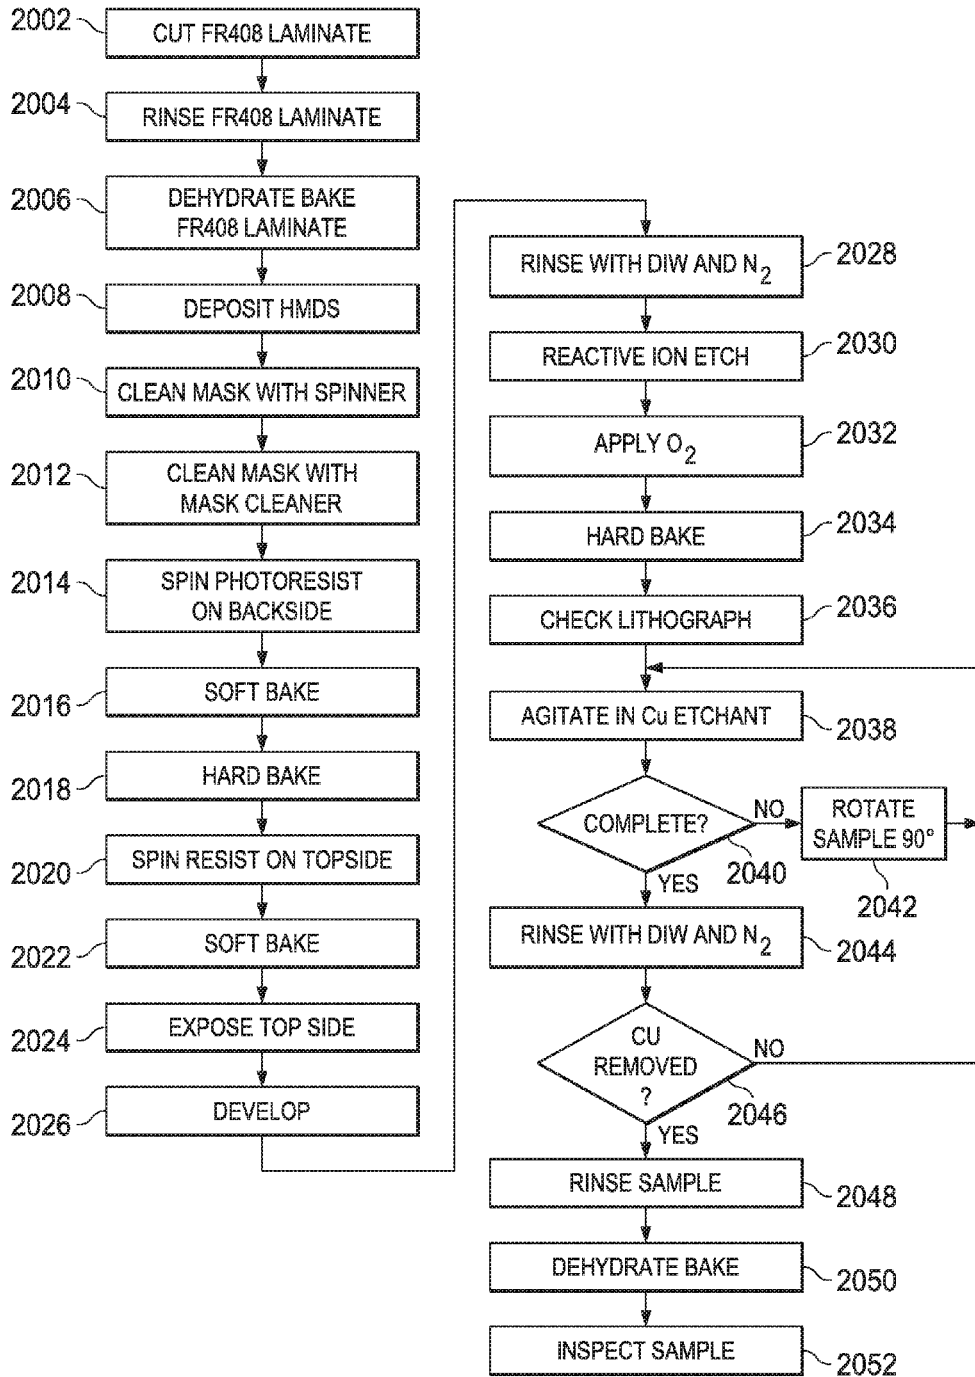 2002
CUT FR408 LAMINATE
2004
RINSE FR408 LAMINATE
2006
DEHYDRATE BAKE
FR408 LAMINATE
2008
DEPOSIT HMDS
2010
CLEAN MASK WITH SPINNER
2012
CLEAN MASK WITH
MASK CLEANER
2014
SPIN PHOTORESIST
ON BACKSIDE
2016
SOFT BAKE
2018
HARD BAKE
2020
SPIN RESIST ON TOPSIDE
2022
SOFT BAKE
2024
EXPOSE TOP SIDE
2026
DEVELOP
RINSE WITH DIW AND N2
2028
REACTIVE ION ETCH
2030
APPLY O2
2032
HARD BAKE
2034
CHECK LITHOGRAPH
2036
AGITATE IN Cu ETCHANT
2038
COMPLETE?
2040
NO
ROTATE
SAMPLE 90°
2042
YES
RINSE WITH DIW AND N2
2044
CU
REMOVED
?
2046
NO
YES
RINSE SAMPLE
2048
DEHYDRATE BAKE
2050
INSPECT SAMPLE
2052